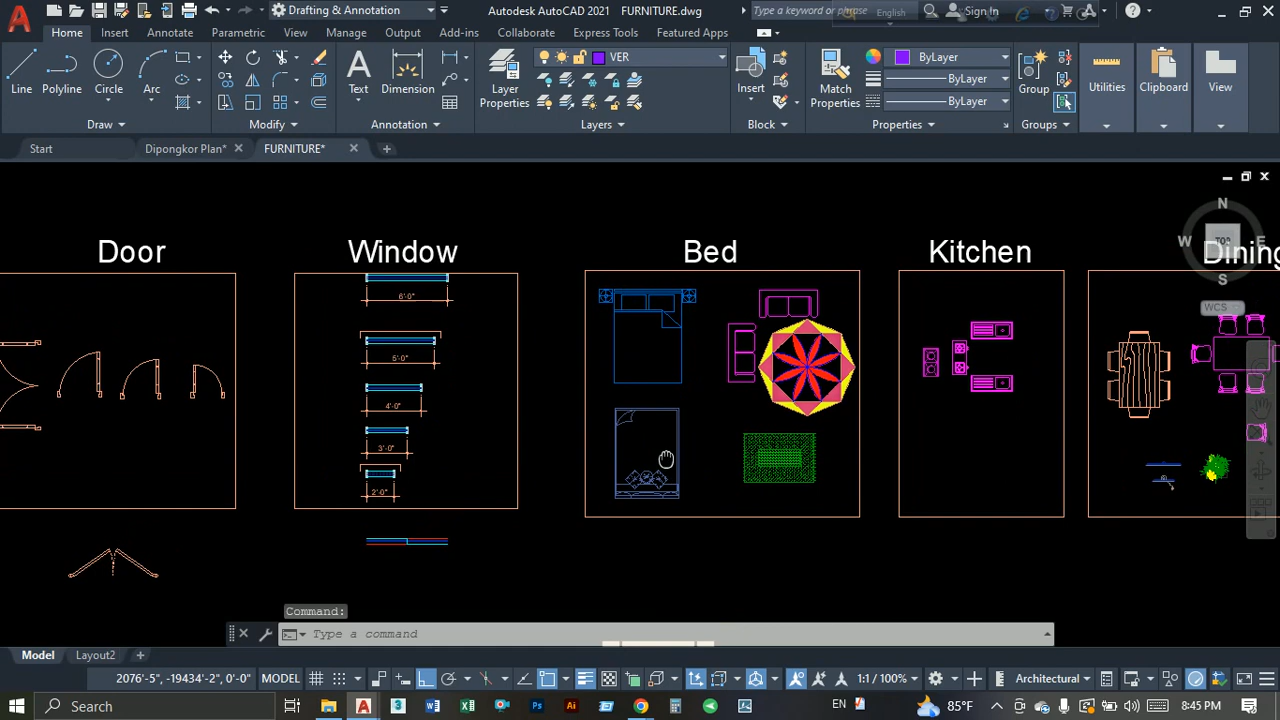 Drafting & Annotation
Autodesk AutoCAD 2021 FURNITURE.dwg
Type a keyword or phrase
English
Sign In
Home Insert Annotate Parametric View Manage Output Add-ins Collaborate Express Tools Featured Apps
Line Polyline Circle Arc
Text Dimension
Layer Properties
VER
Insert
Match Properties
ByLayer
ByLayer
ByLayer
Group
Utilities Clipboard View
Draw Modify Annotation Layers Block Properties Groups
Start Dipongkor Plan* FURNITURE*
N
W TOP E
S
WCS
Door Window Bed Kitchen Dining
6'-0"
5'-0"
4'-0"
3'-0"
2'-0"
Command:
Type a command
Model Layout2
2076'-5", -19434'-2", 0'-0" MODEL 1:1 / 100% Architectural
Search
85°F
EN
8:45 PM